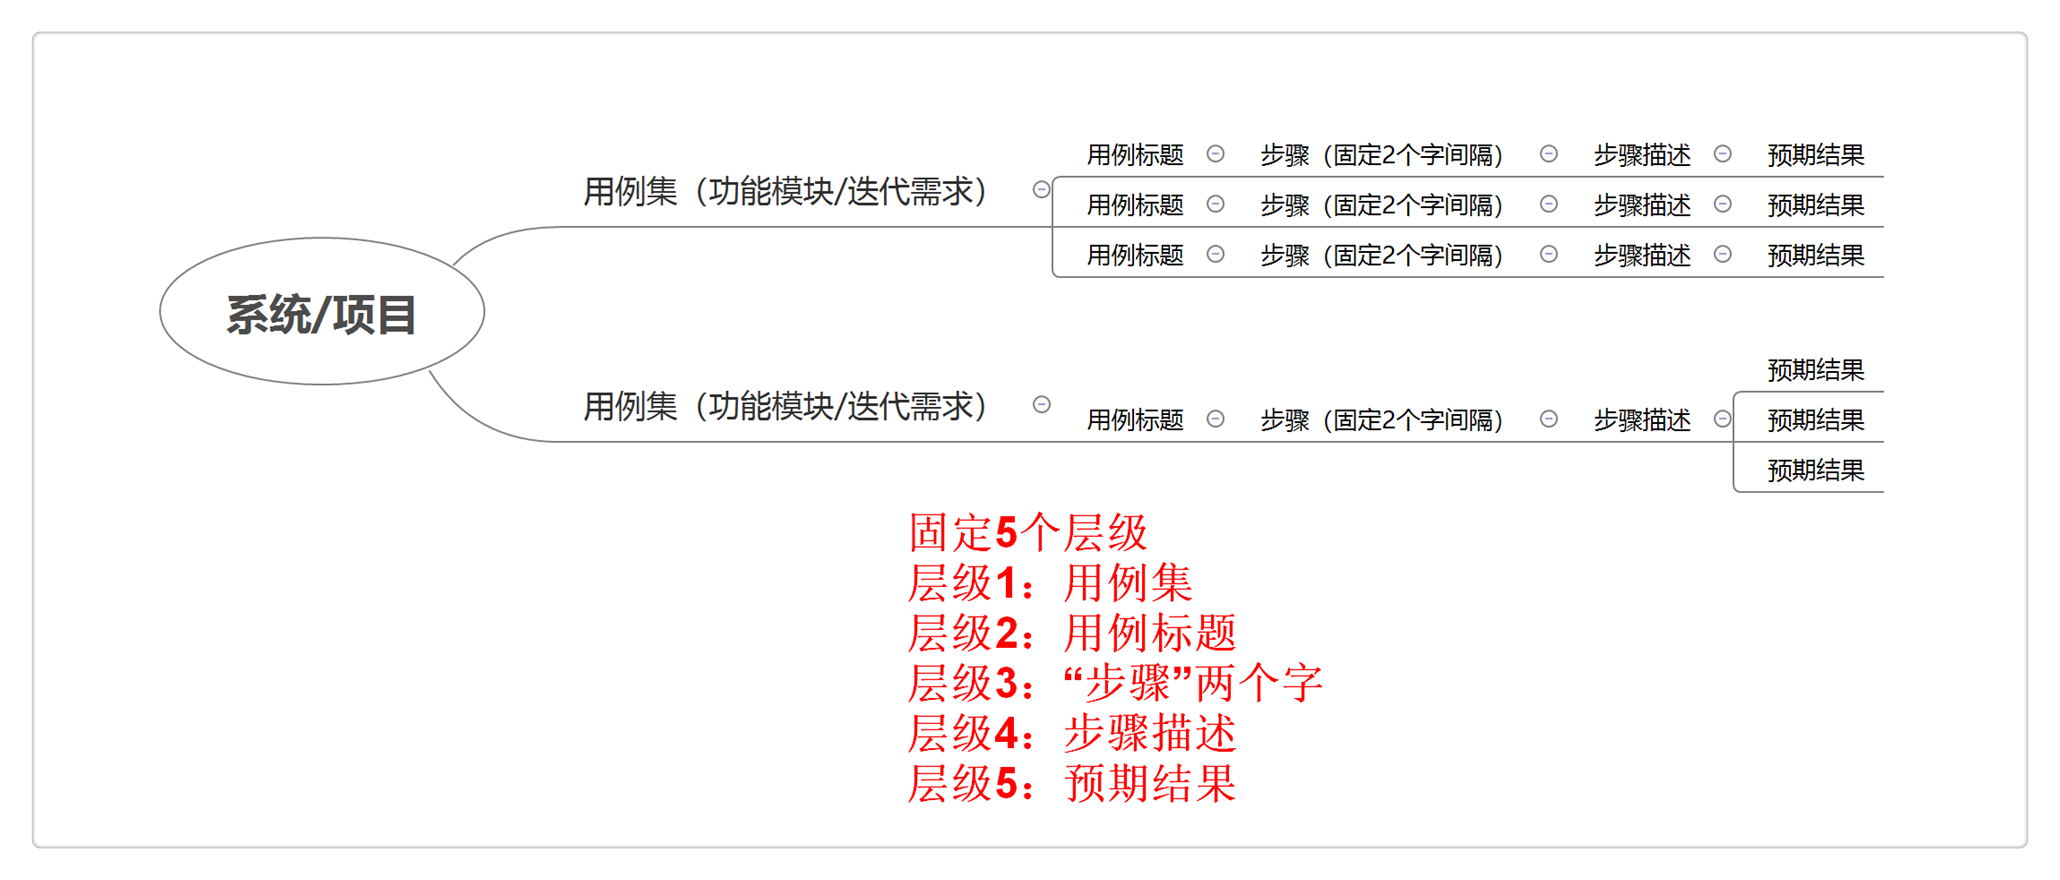 用例标题 步骤（固定2个字间隔） 步骤描述 预期结果
用例集（功能模块/迭代需求）
用例标题 步骤（固定2个字间隔） 步骤描述 预期结果
用例标题 步骤（固定2个字间隔） 步骤描述 预期结果
系统/项目
预期结果
用例集（功能模块/迭代需求）
用例标题 步骤（固定2个字间隔） 步骤描述 预期结果
预期结果
固定5个层级
层级1：用例集
层级2：用例标题
层级3：“步骤”两个字
层级4：步骤描述
层级5：预期结果